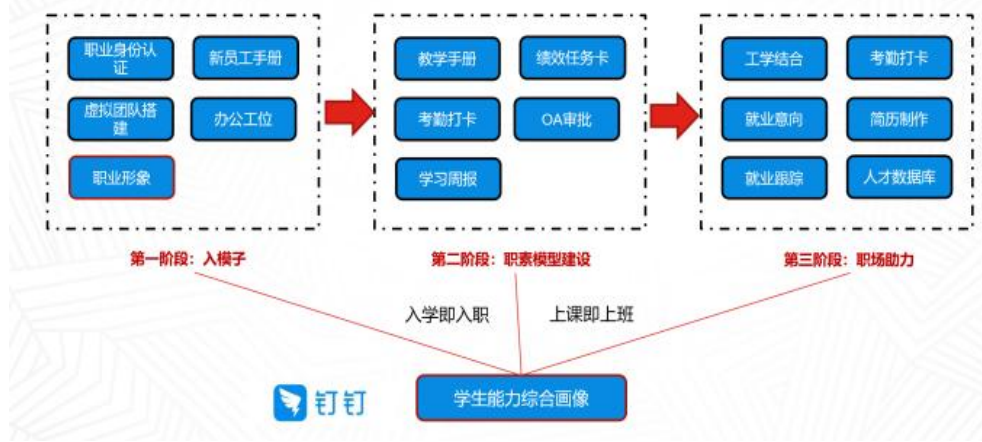 职业身份认
证
新员工手册
虚拟团队搭
建
办公工位
职业形象
第一阶段：入模子
教学手册
绩效任务卡
考勤打卡
OA审批
学习周报
第二阶段：职素模型建设
工学结合
考勤打卡
就业意向
简历制作
就业跟踪
人才数据库
第三阶段：职场助力
入学即入职
上课即上班
钉钉
学生能力综合画像